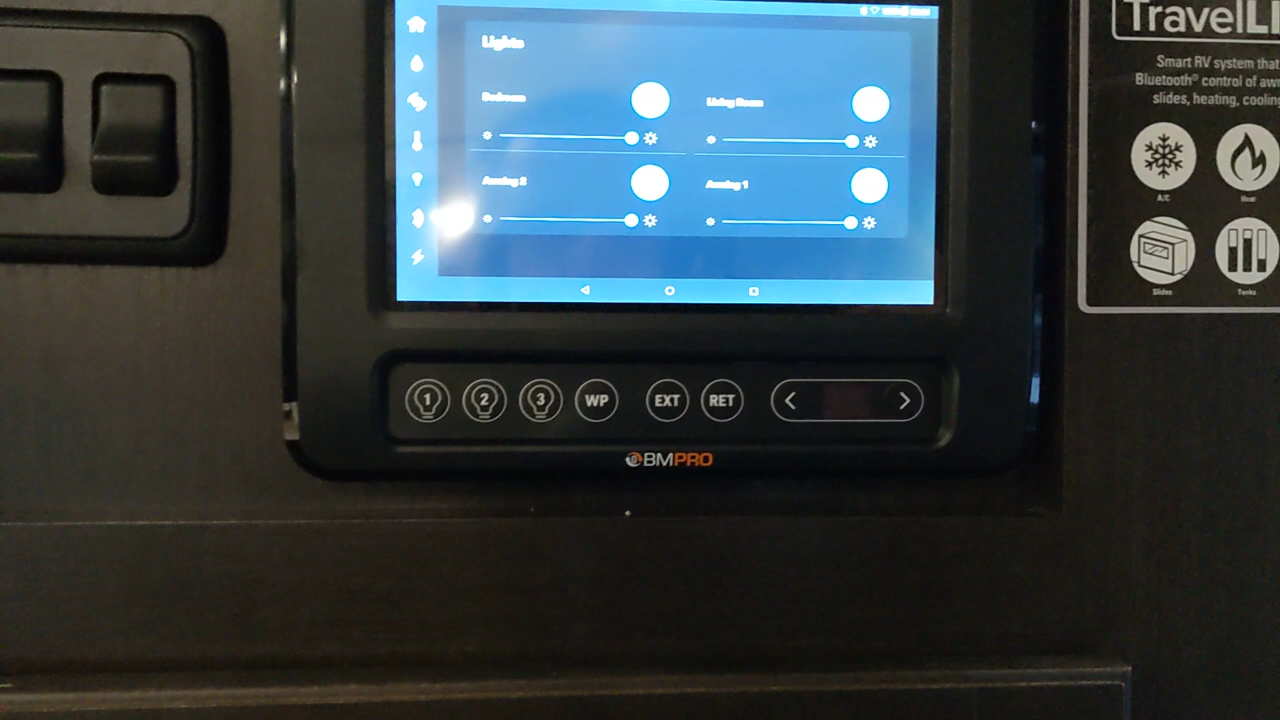 Lights
Bedroom
Living Room
Awning 2
Awning 1
1
2
3
WP
EXT
RET
BMPRO
TravelLI
Smart RV system that
Bluetooth® control of awn
slides, heating, cooling
A/C
Heat
Slides
Tanks